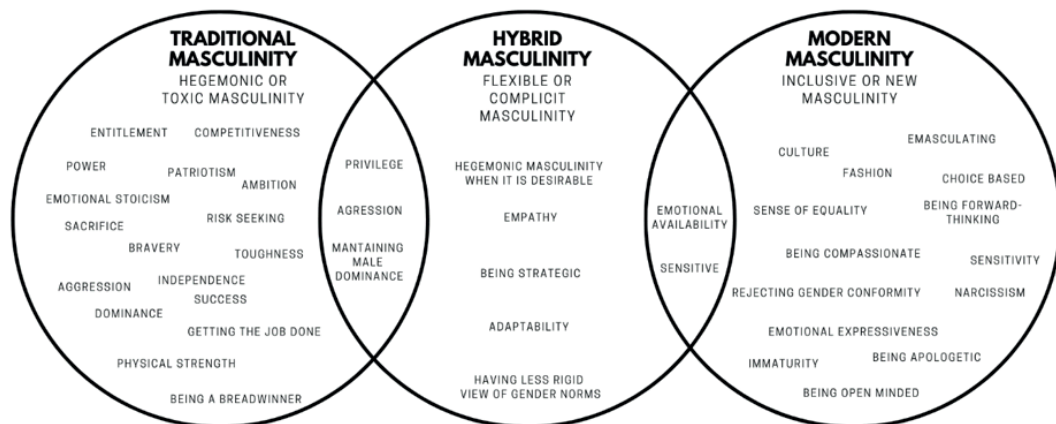 TRADITIONAL
MASCULINITY
HEGEMONIC OR
TOXIC MASCULINITY
ENTITLEMENT
COMPETITIVENESS
POWER
PATRIOTISM
AMBITION
EMOTIONAL STOICISM
SACRIFICE
RISK SEEKING
BRAVERY
TOUGHNESS
AGGRESSION
INDEPENDENCE
SUCCESS
DOMINANCE
GETTING THE JOB DONE
PHYSICAL STRENGTH
BEING A BREADWINNER
PRIVILEGE
AGRESSION
MANTAINING
MALE
DOMINANCE
HYBRID
MASCULINITY
FLEXIBLE OR
COMPLICIT
MASCULINITY
HEGEMONIC MASCULINITY
WHEN IT IS DESIRABLE
EMPATHY
BEING STRATEGIC
ADAPTABILITY
HAVING LESS RIGID
VIEW OF GENDER NORMS
EMOTIONAL
AVAILABILITY
SENSITIVE
MODERN
MASCULINITY
INCLUSIVE OR NEW
MASCULINITY
EMASCULATING
CULTURE
FASHION
CHOICE BASED
SENSE OF EQUALITY
BEING FORWARD-
THINKING
BEING COMPASSIONATE
SENSITIVITY
REJECTING GENDER CONFORMITY
NARCISSISM
EMOTIONAL EXPRESSIVENESS
IMMATURITY
BEING APOLOGETIC
BEING OPEN MINDED